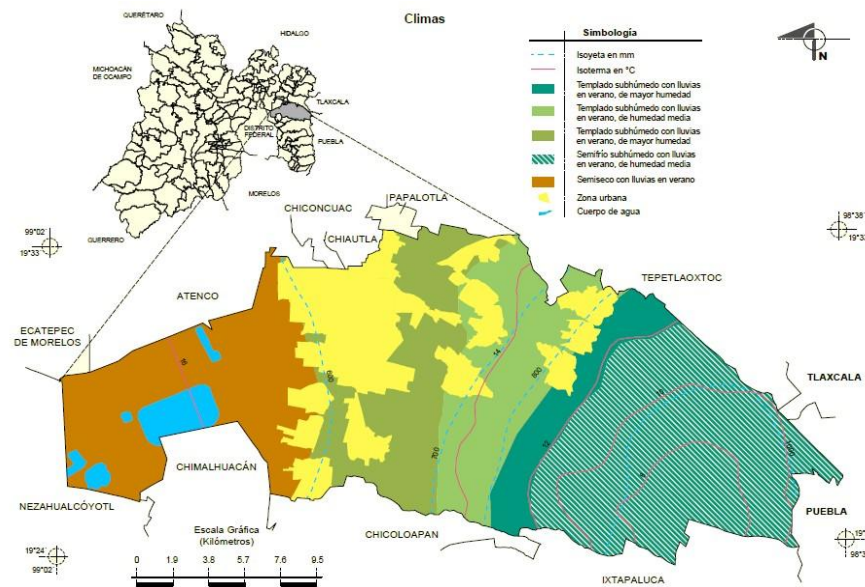 Climas
QUERÉTARO
HIDALGO
MICHOACÁN
DE OCAMPO
TLAXCALA
DISTRITO
FEDERAL
PUEBLA
MORELOS
GUERRERO
Simbología
Isoyeta en mm
Isoterma en °C
Templado subhúmedo con lluvias
en verano, de mayor humedad
Templado subhúmedo con lluvias
en verano, de humedad media
Templado subhúmedo con lluvias
en verano, de mayor humedad
Semifrío subhúmedo con lluvias
en verano, de humedad media
Semiseco con lluvias en verano
Zona urbana
Cuerpo de agua
N
99°02
19°33
98°38'
19°33
PAPALOTLA
CHICONCUAC
CHIAUTLA
TEPETLAOXTOC
ATENCO
ECATEPEC
DE MORELOS
TLAXCALA
CHIMALHUACÁN
NEZAHUALCÓYOTL
PUEBLA
CHICOLOAPAN
IXTAPALUCA
600
700
14
800
12
10
1000
Escala Gráfica
(Kilómetros)
0 1.9 3.8 5.7 7.6 9.5
19°24'
99°02'